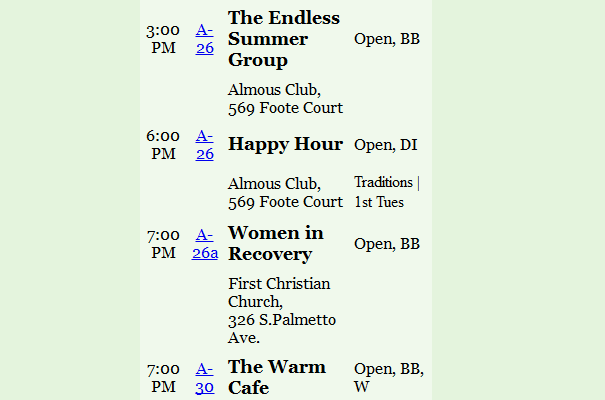 3:00 PM A-26 The Endless Summer Group Open, BB
Almous Club,
569 Foote Court
6:00 PM A-26 Happy Hour Open, DI
Almous Club, Traditions |
569 Foote Court 1st Tues
7:00 PM A-26a Women in Recovery Open, BB
First Christian
Church,
326 S.Palmetto
Ave.
7:00 PM A-30 The Warm Cafe Open, BB, W